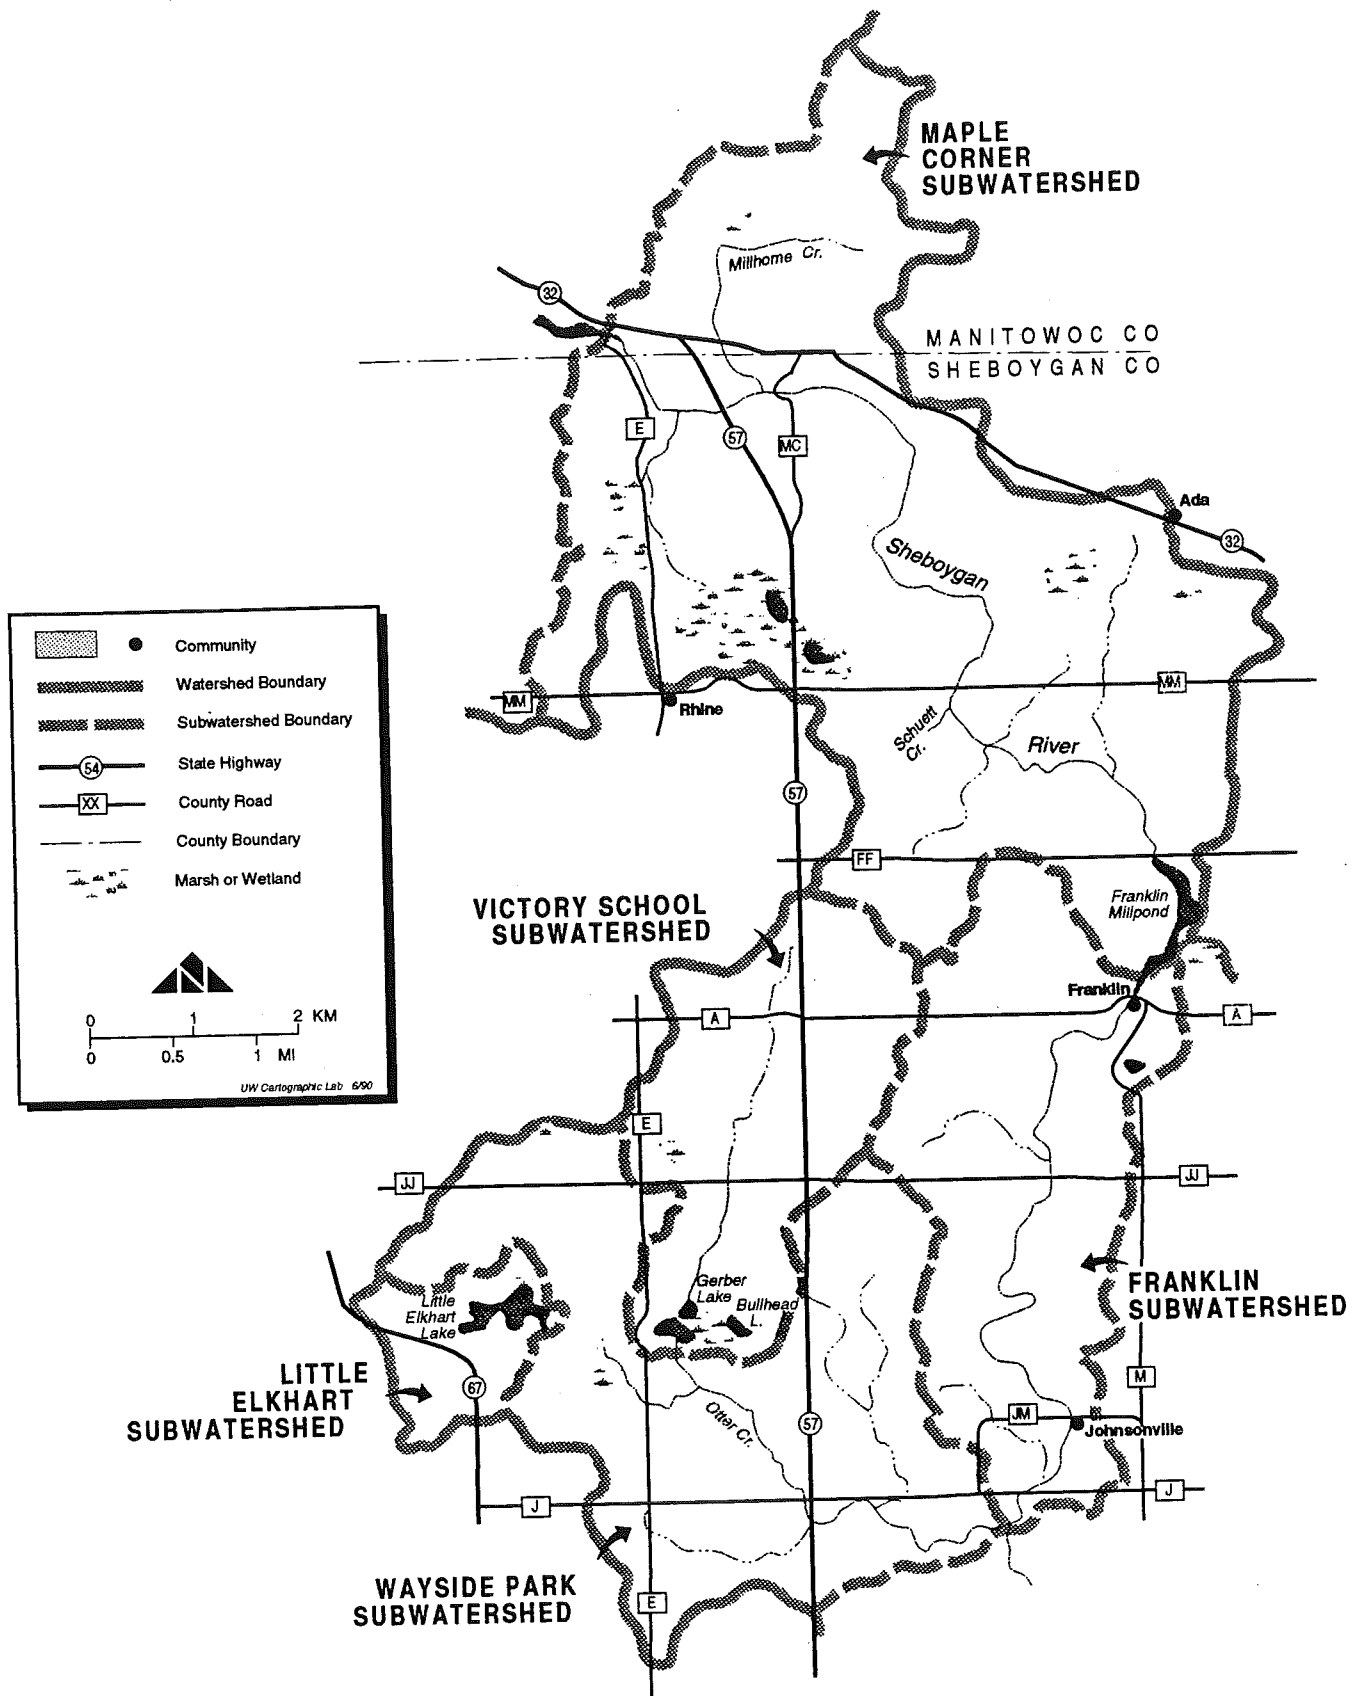 MAPLE
CORNER
SUBWATERSHED
Millhome Cr.
32
MANITOWOC CO
SHEBOYGAN CO
E
57
MC
Ada
32
Sheboygan
MM
MM
Rhine
Schuett
Cr.
River
57
FF
Franklin
Millpond
VICTORY SCHOOL
SUBWATERSHED
Franklin
A
A
E
JJ
JJ
Gerber
Lake
Bullhead
L.
Little
Elkhart
Lake
FRANKLIN
SUBWATERSHED
LITTLE
ELKHART
SUBWATERSHED
67
M
JM
Johnsonville
Otter Cr.
57
J
J
WAYSIDE PARK
SUBWATERSHED
E
Community
Watershed Boundary
Subwatershed Boundary
54
State Highway
XX
County Road
County Boundary
Marsh or Wetland
N
0 1 2 KM
0 0.5 1 MI
UW Cartographic Lab 6/90